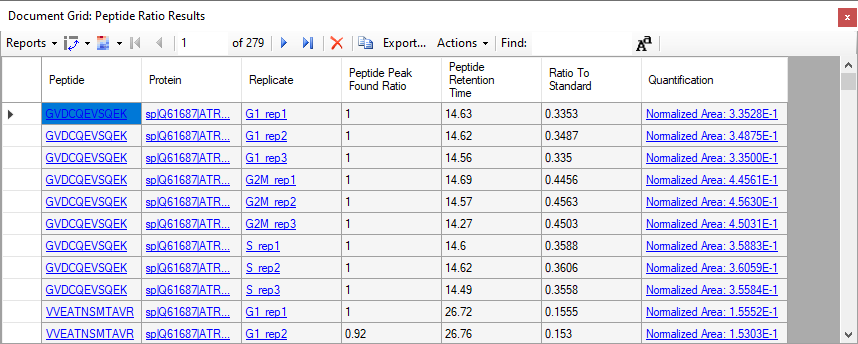 Document Grid: Peptide Ratio Results
Reports 1 of 279 Export... Actions Find:
Peptide Protein Replicate Peptide Peak Found Ratio Peptide Retention Time Ratio To Standard Quantification
GVDCQEVSQEK sp|Q61687|ATR... G1_rep1 1 14.63 0.3353 Normalized Area: 3.3528E-1
GVDCQEVSQEK sp|Q61687|ATR... G1_rep2 1 14.62 0.3487 Normalized Area: 3.4875E-1
GVDCQEVSQEK sp|Q61687|ATR... G1_rep3 1 14.56 0.335 Normalized Area: 3.3500E-1
GVDCQEVSQEK sp|Q61687|ATR... G2M_rep1 1 14.69 0.4456 Normalized Area: 4.4561E-1
GVDCQEVSQEK sp|Q61687|ATR... G2M_rep2 1 14.57 0.4563 Normalized Area: 4.5630E-1
GVDCQEVSQEK sp|Q61687|ATR... G2M_rep3 1 14.27 0.4503 Normalized Area: 4.5031E-1
GVDCQEVSQEK sp|Q61687|ATR... S_rep1 1 14.6 0.3588 Normalized Area: 3.5883E-1
GVDCQEVSQEK sp|Q61687|ATR... S_rep2 1 14.62 0.3606 Normalized Area: 3.6059E-1
GVDCQEVSQEK sp|Q61687|ATR... S_rep3 1 14.49 0.3558 Normalized Area: 3.5584E-1
VVEATNSMTAVR sp|Q61687|ATR... G1_rep1 1 26.72 0.1555 Normalized Area: 1.5552E-1
VVEATNSMTAVR sp|Q61687|ATR... G1_rep2 0.92 26.76 0.153 Normalized Area: 1.5303E-1